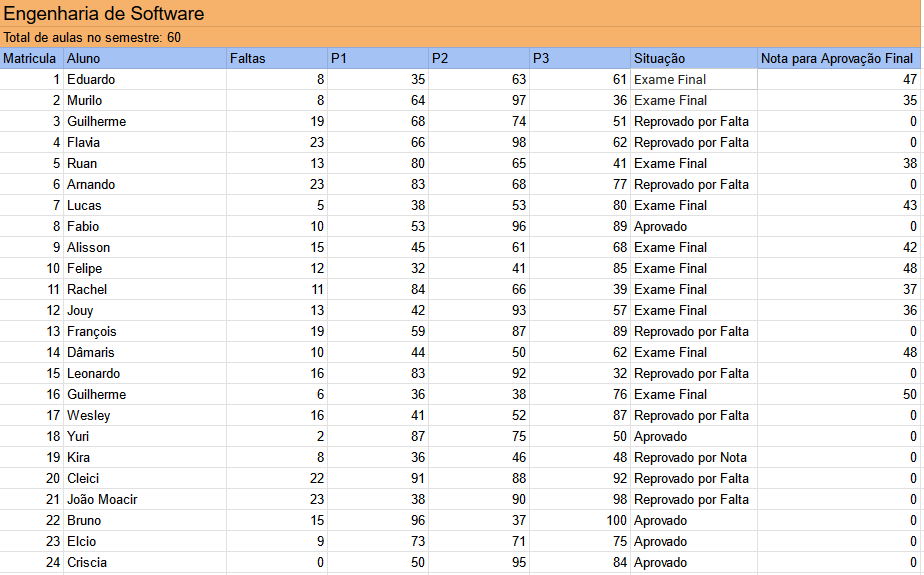 Engenharia de Software
Total de aulas no semestre: 60
Matricula Aluno Faltas P1 P2 P3 Situação Nota para Aprovação Final
1 Eduardo 8 35 63 61 Exame Final 47
2 Murilo 8 64 97 36 Exame Final 35
3 Guilherme 19 68 74 51 Reprovado por Falta 0
4 Flavia 23 66 98 62 Reprovado por Falta 0
5 Ruan 13 80 65 41 Exame Final 38
6 Arnando 23 83 68 77 Reprovado por Falta 0
7 Lucas 5 38 53 80 Exame Final 43
8 Fabio 10 53 96 89 Aprovado 0
9 Alisson 15 45 61 68 Exame Final 42
10 Felipe 12 32 41 85 Exame Final 48
11 Rachel 11 84 66 39 Exame Final 37
12 Jouy 13 42 93 57 Exame Final 36
13 François 19 59 87 89 Reprovado por Falta 0
14 Dâmaris 10 44 50 62 Exame Final 48
15 Leonardo 16 83 92 32 Reprovado por Falta 0
16 Guilherme 6 36 38 76 Exame Final 50
17 Wesley 16 41 52 87 Reprovado por Falta 0
18 Yuri 2 87 75 50 Aprovado 0
19 Kira 8 36 46 48 Reprovado por Nota 0
20 Cleici 22 91 88 92 Reprovado por Falta 0
21 João Moacir 23 38 90 98 Reprovado por Falta 0
22 Bruno 15 96 37 100 Aprovado 0
23 Elcio 9 73 71 75 Aprovado 0
24 Criscia 0 50 95 84 Aprovado 0